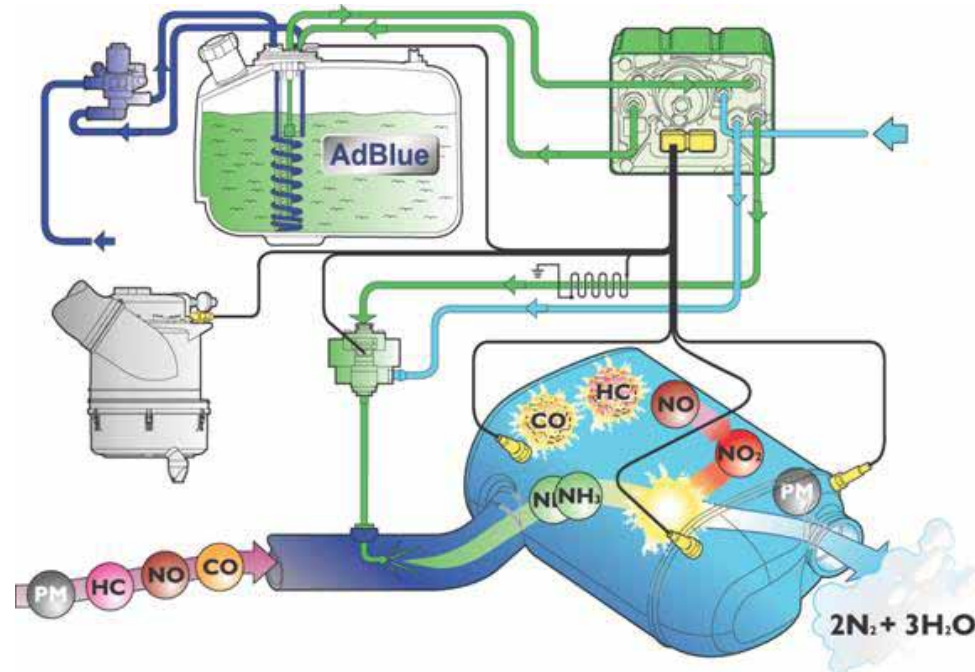 AdBlue
CO
HC
NO
NO₂
NH₃
PM
PM
HC
NO
CO
2N₂ + 3H₂O